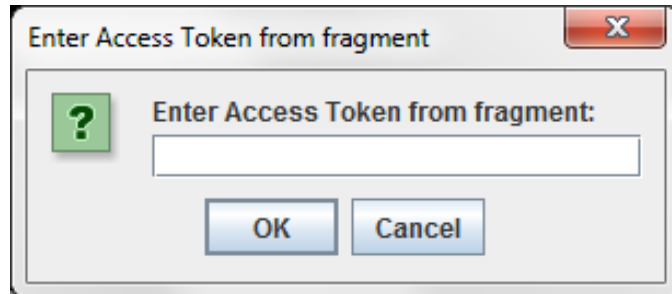 Enter Access Token from fragment
Enter Access Token from fragment:
OK
Cancel